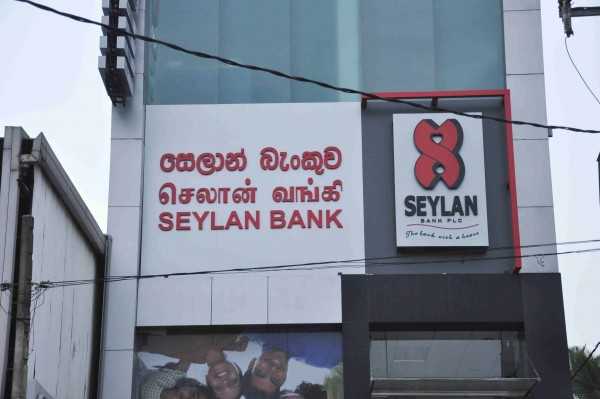 සෙලාන් බැංකුව
செலான் வங்கி
SEYLAN BANK
SEYLAN
BANK PLC
The bank with a heart